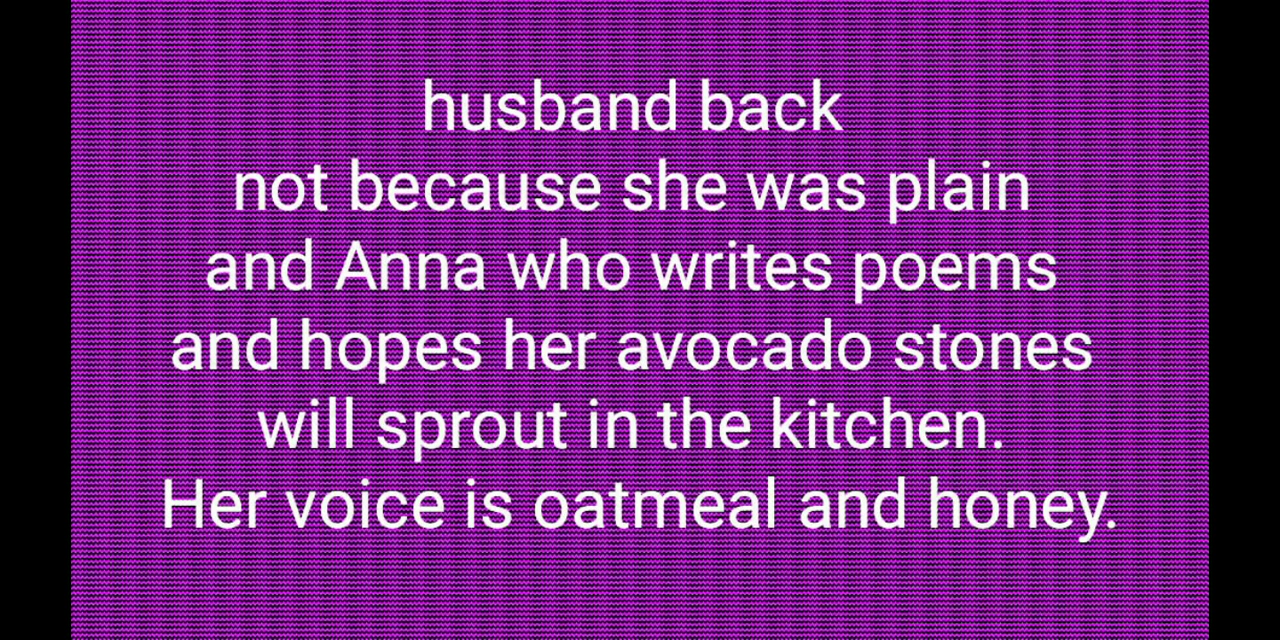 husband back
not because she was plain
and Anna who writes poems
and hopes her avocado stones
will sprout in the kitchen.
Her voice is oatmeal and honey.